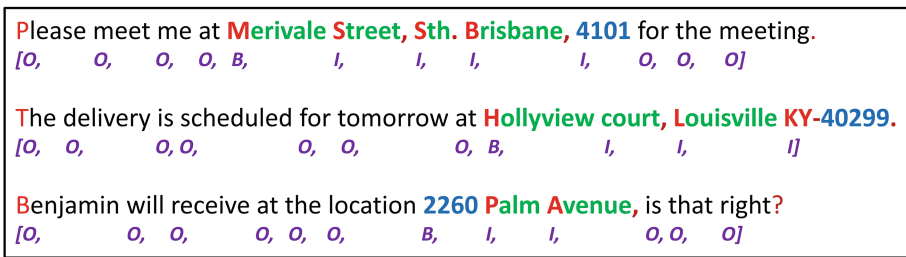 Please meet me at Merivale Street, Sth. Brisbane, 4101 for the meeting.
[O, O, O, O, B, I, I, I, I, O, O, O]
The delivery is scheduled for tomorrow at Hollyview court, Louisville KY-40299.
[O, O, O, O, O, O, O, B, I, I, I]
Benjamin will receive at the location 2260 Palm Avenue, is that right?
[O, O, O, O, O, O, B, I, I, O, O, O]